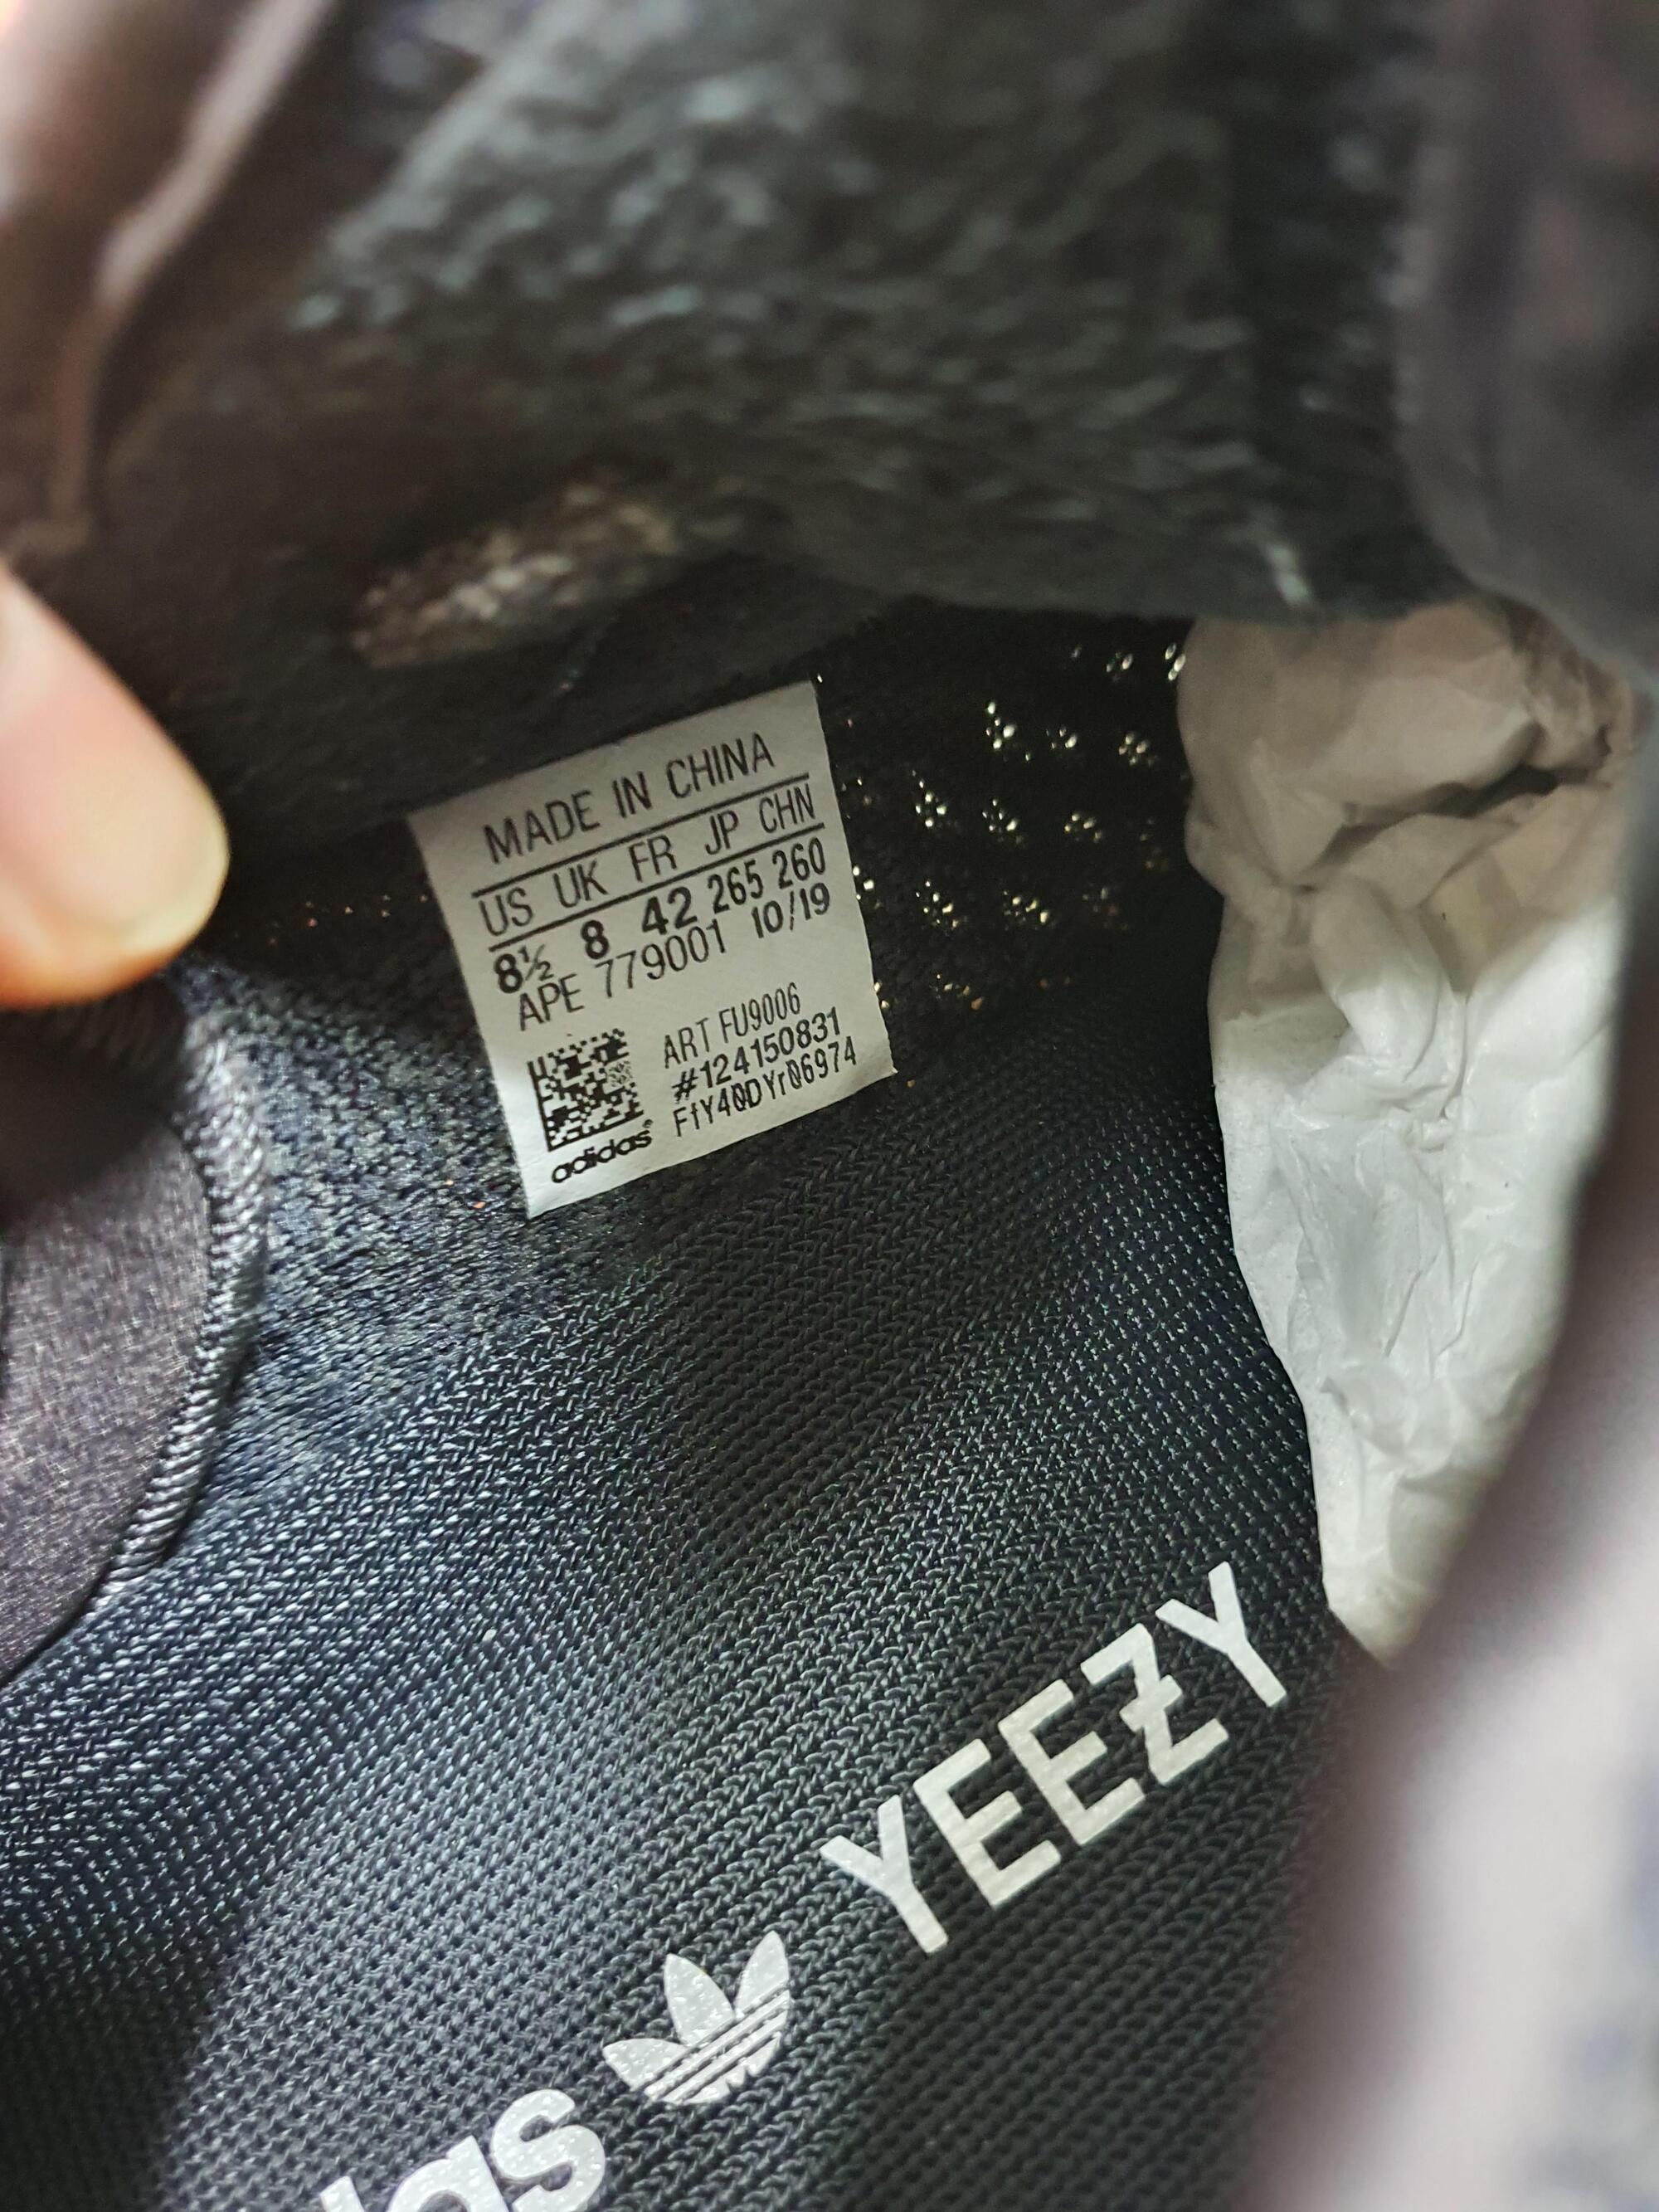 MADE IN CHINA
US UK FR JP CHN
8½ 8 42 265 260
APE 779001 10/19
ART FU9006
#124150831
FfY40DYr06974
adidas
YEEZY
das